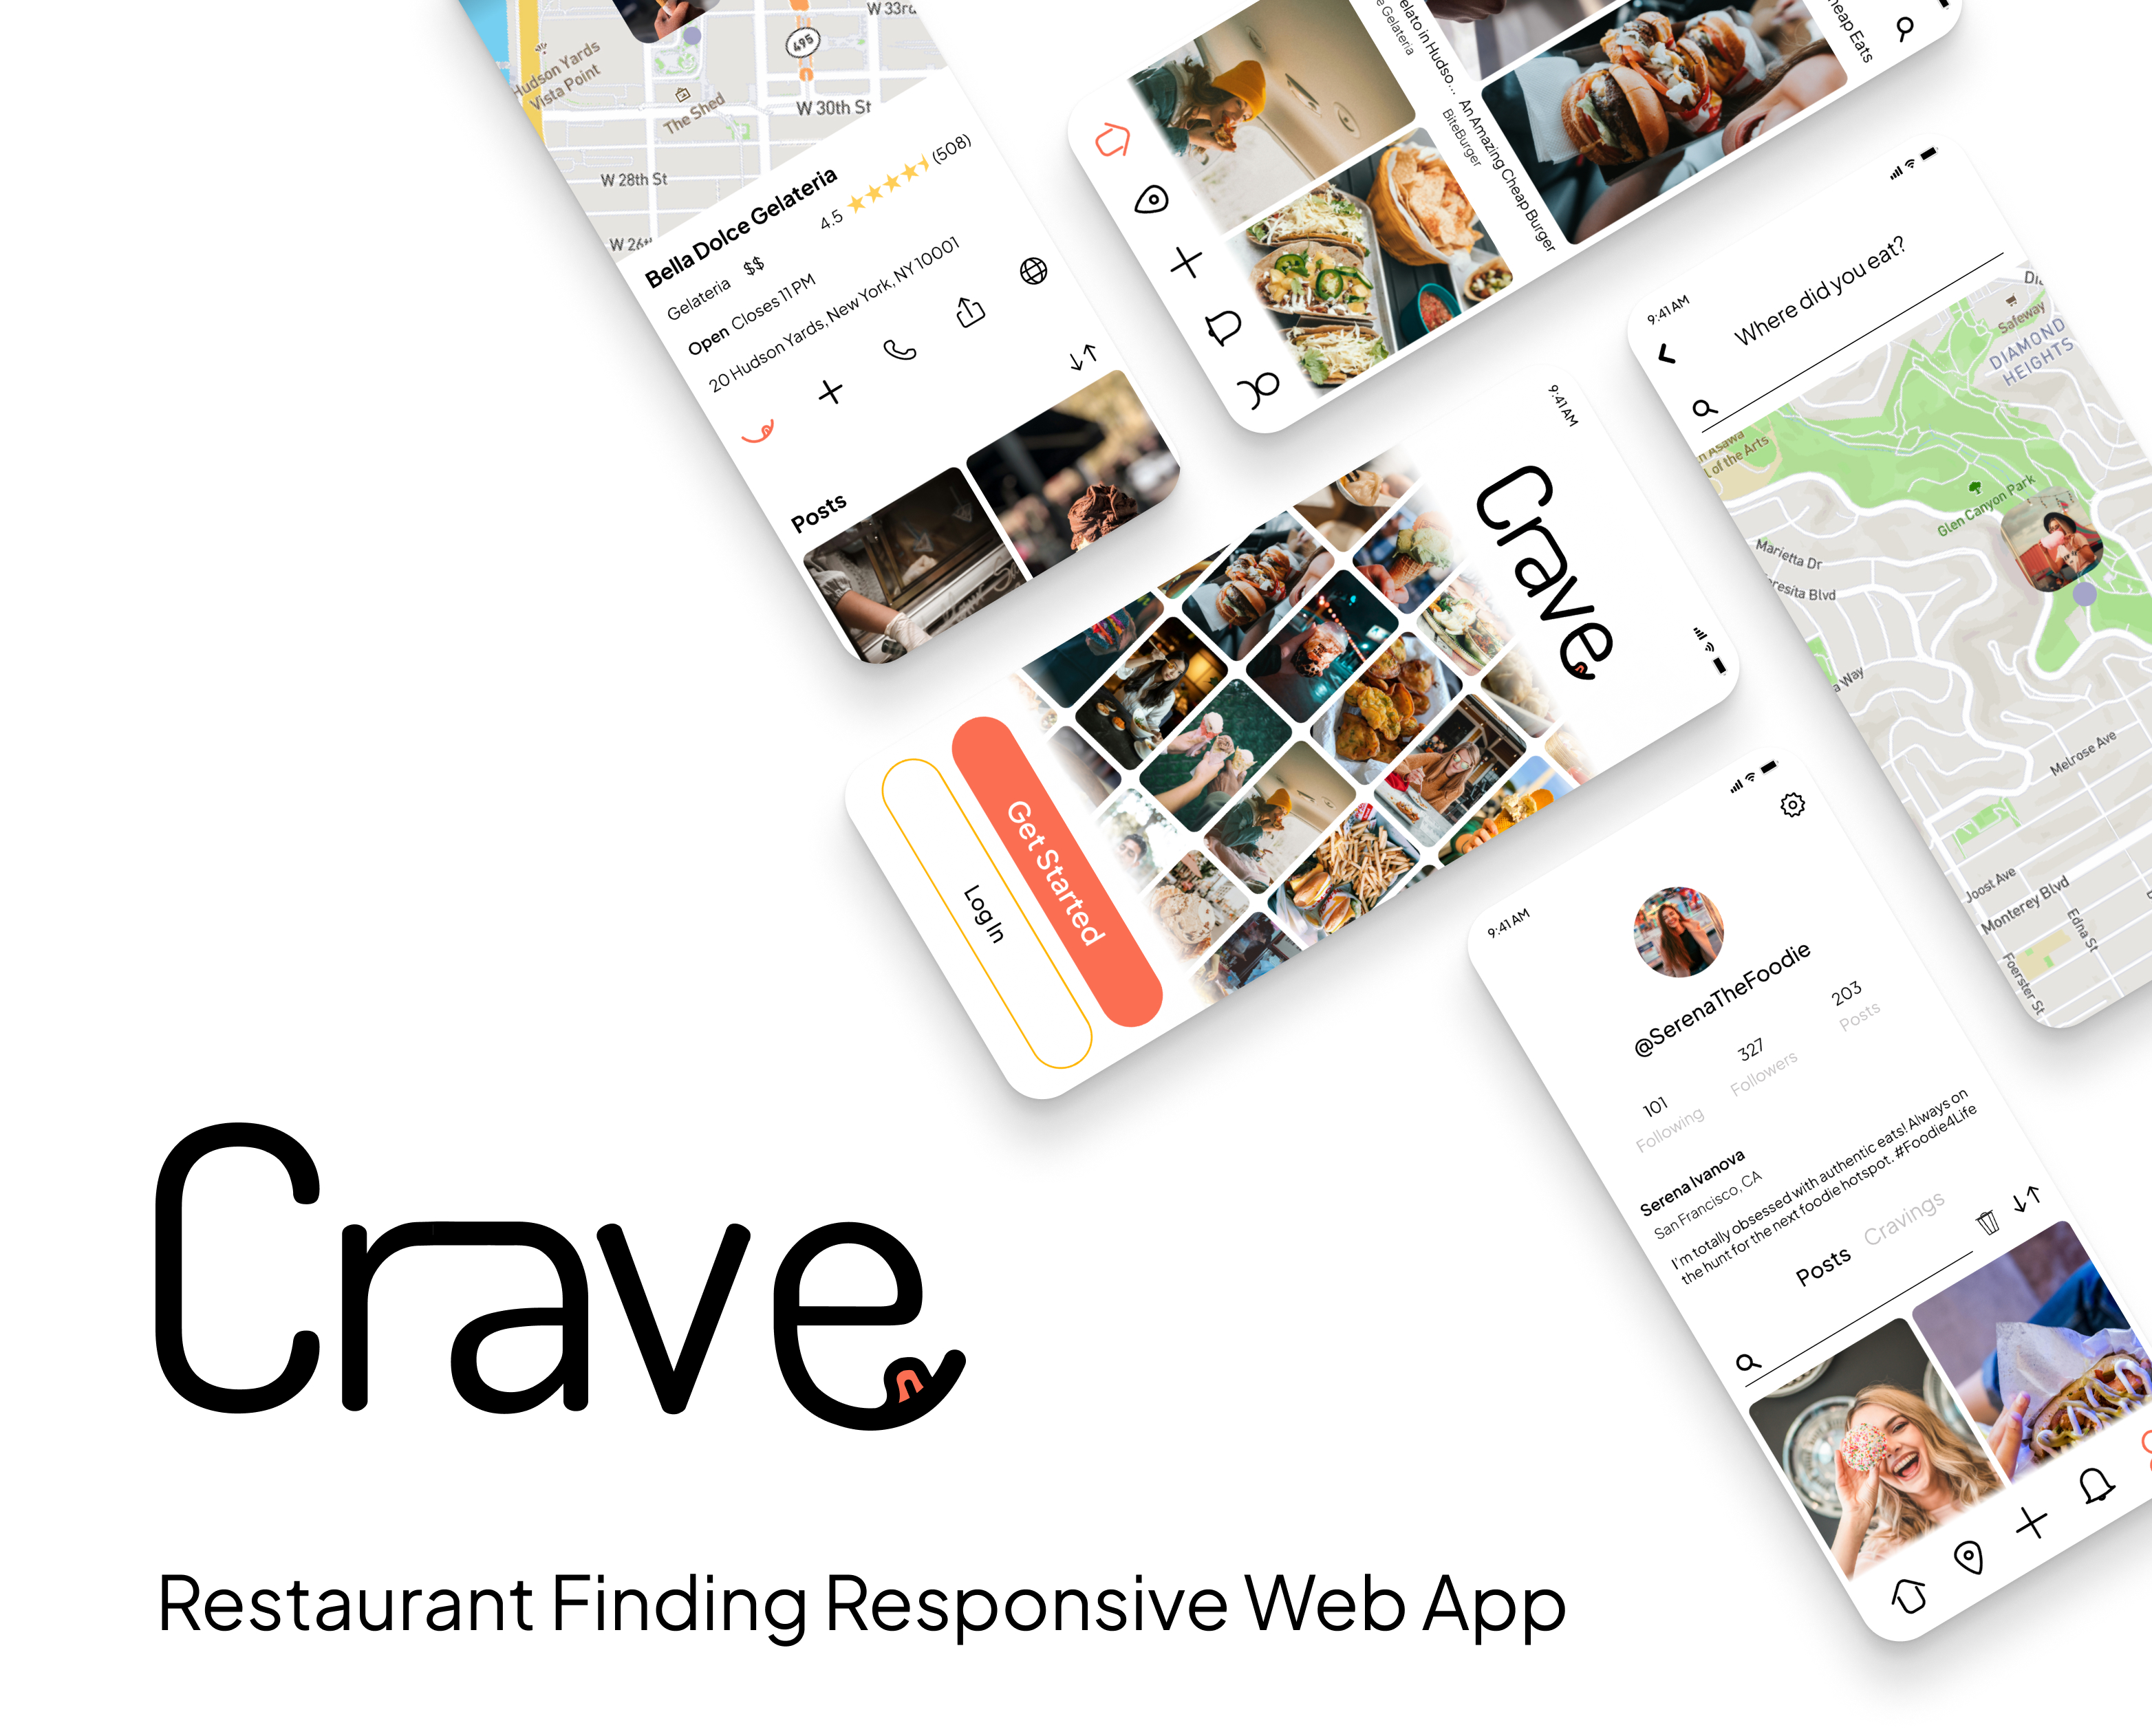 W 33rd
495
Hudson Yards
Vista Point
The Shed
W 30th St
W 28th St
W 26th
Bella Dolce Gelateria
4.5 (508)
Gelateria $$
Open Closes 11 PM
20 Hudson Yards, New York, NY 10001
Posts
elato in Hudso...
e Gelateria
An Amazing Cheap Burger
BiteBurger
heap Eats
9:41 AM
Where did you eat?
Safeway
DIAMOND
HEIGHTS
n Asawa
l of the Arts
Glen Canyon Park
Marietta Dr
eresita Blvd
a Way
Melrose Ave
Joost Ave
Monterey Blvd
Edna St
Foerster St
9:41 AM
Crave
Get Started
Log In
9:41 AM
@SerenaTheFoodie
101 327 203
Following Followers Posts
Serena Ivanova
San Francisco, CA
I'm totally obsessed with authentic eats! Always on
the hunt for the next foodie hotspot. #Foodie4Life
Posts Cravings
Crave
Restaurant Finding Responsive Web App